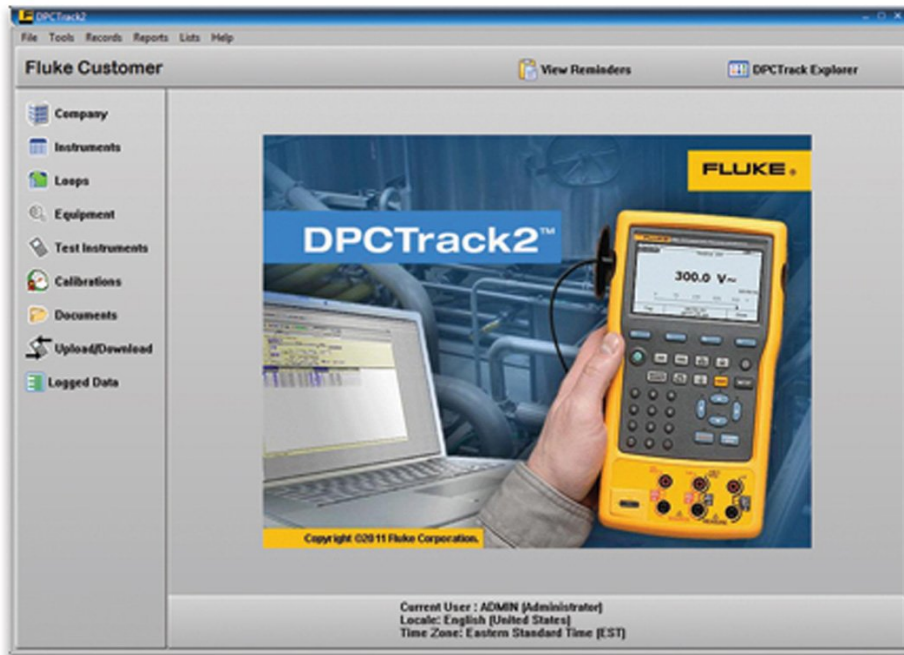 DPCTrack2
File Tools Records Reports Lists Help
Fluke Customer
View Reminders
DPCTrack Explorer
Company
Instruments
Loops
Equipment
Test Instruments
Calibrations
Documents
Upload/Download
Logged Data
FLUKE®
DPCTrack2™
FLUKE
300.0 V~
Copyright ©2011 Fluke Corporation.
Current User : ADMIN (Administrator)
Locale: English (United States)
Time Zone: Eastern Standard Time (EST)